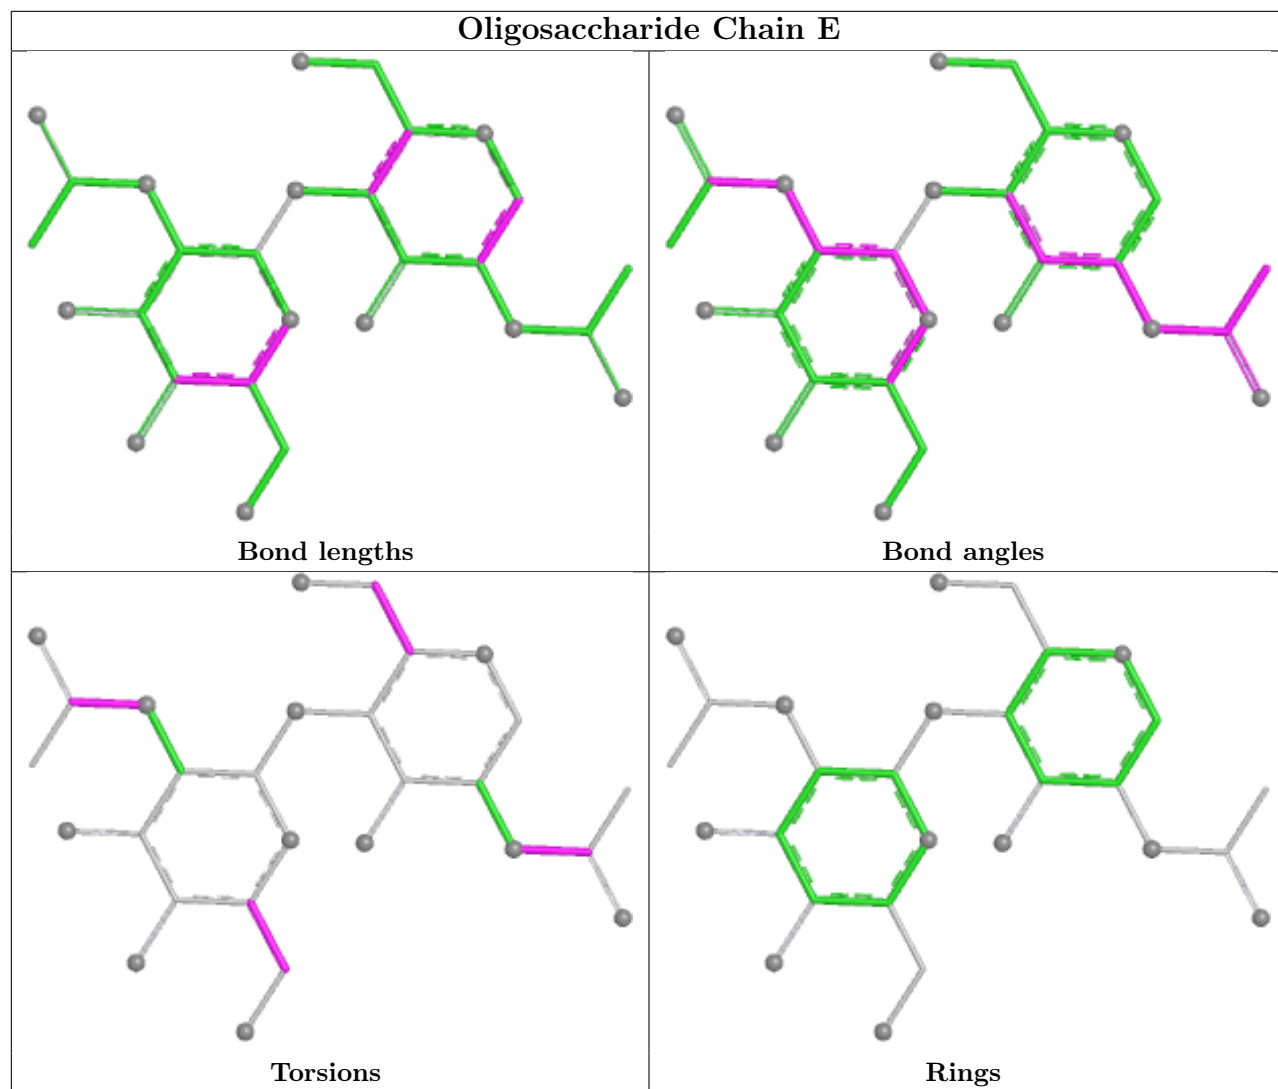 Oligosaccharide Chain E
Bond lengths
Bond angles
Torsions
Rings